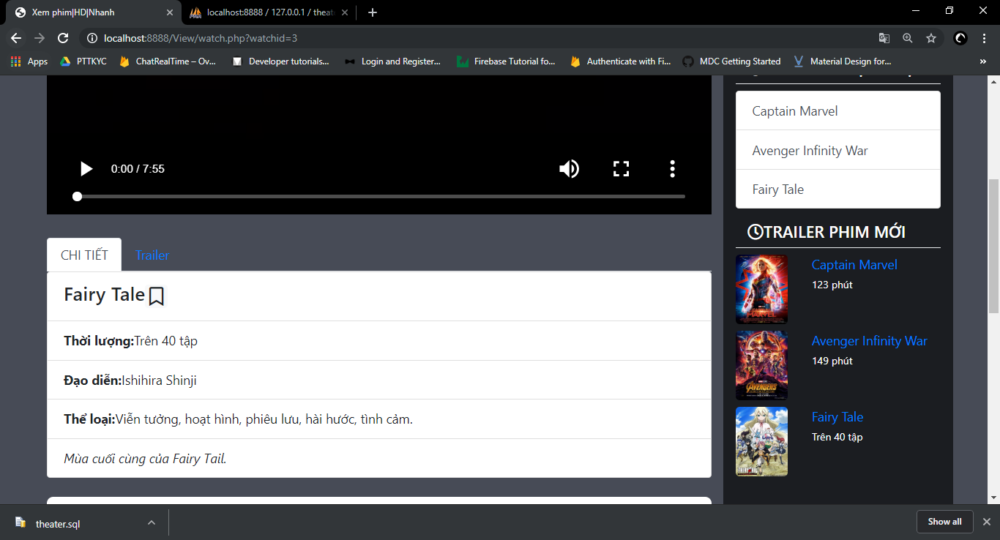 Xem phim|HD|Nhanh
localhost:8888 / 127.0.0.1 / theate
localhost:8888/View/watch.php?watchid=3
Apps
PTTKYC
ChatRealTime – Ov...
Developer tutorials...
Login and Register...
Firebase Tutorial fo...
Authenticate with Fi...
MDC Getting Started
Material Design for...
»
0:00 / 7:55
CHI TIẾT
Trailer
Fairy Tale
Thời lượng:Trên 40 tập
Đạo diễn:Ishihira Shinji
Thể loại:Viễn tưởng, hoạt hình, phiêu lưu, hài hước, tình cảm.
Mùa cuối cùng của Fairy Tail.
Captain Marvel
Avenger Infinity War
Fairy Tale
TRAILER PHIM MỚI
Captain Marvel
123 phút
Avenger Infinity War
149 phút
AVENGERS
Fairy Tale
Trên 40 tập
theater.sql
Show all